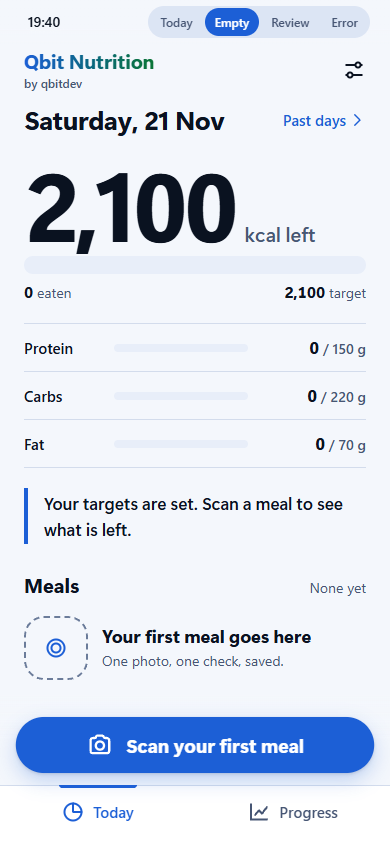 19:40
Today
Empty
Review
Error
Qbit Nutrition
by qbitdev
Saturday, 21 Nov
Past days
2,100 kcal left
0 eaten
2,100 target
Protein
0 / 150 g
Carbs
0 / 220 g
Fat
0 / 70 g
Your targets are set. Scan a meal to see
what is left.
Meals
None yet
Your first meal goes here
One photo, one check, saved.
Scan your first meal
Today
Progress